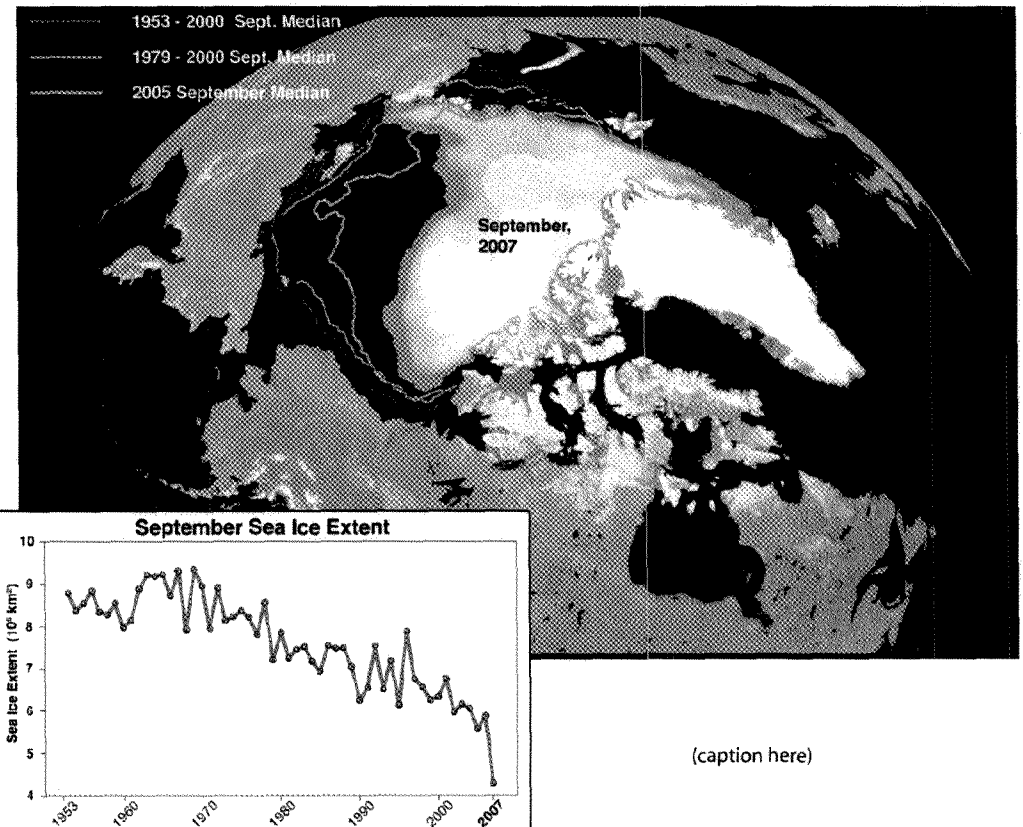 1953 - 2000 Sept. Median
1979 - 2000 Sept. Median
2005 September Median
September,
2007
September Sea Ice Extent
Sea Ice Extent (10⁶ km²)
10
9
8
7
6
5
4
1953
1960
1970
1980
1990
2000
2007
(caption here)